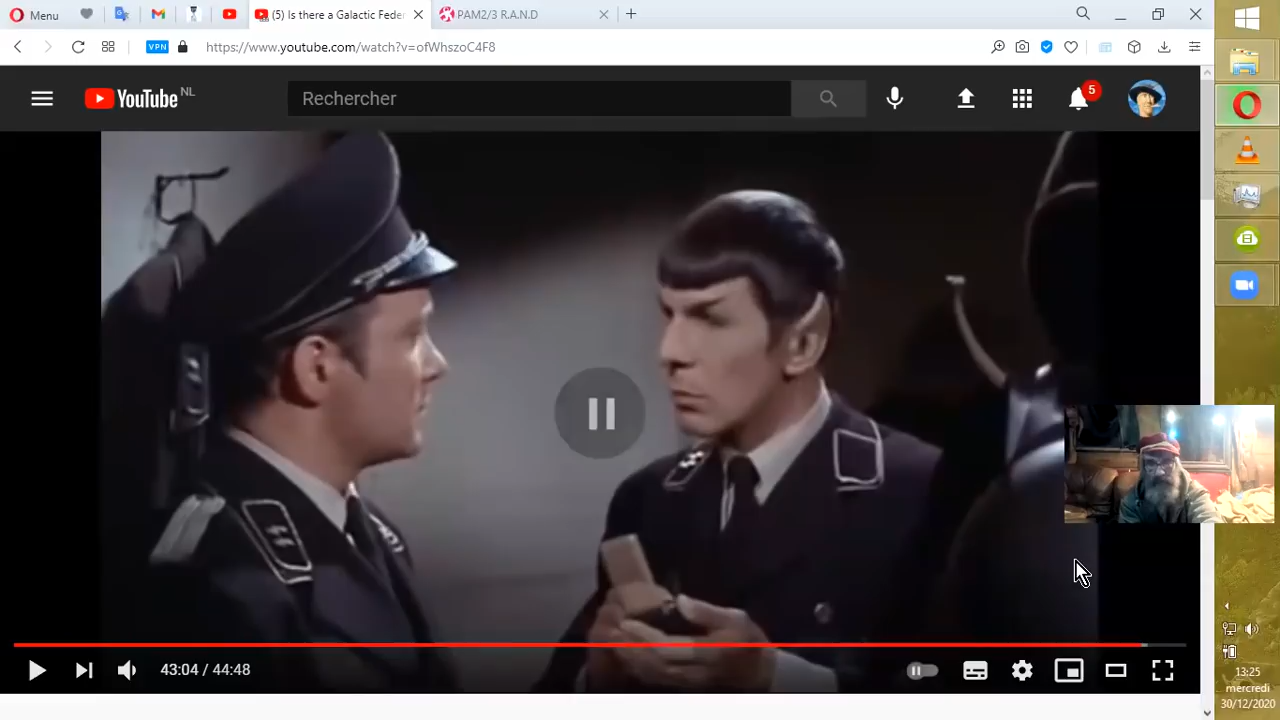 Menu
(5) Is there a Galactic Feder
PAM2/3 R.A.N.D
VPN
https://www.youtube.com/watch?v=ofWhszoC4F8
YouTube NL
Rechercher
5
43:04 / 44:48
13:25
mercredi
30/12/2020